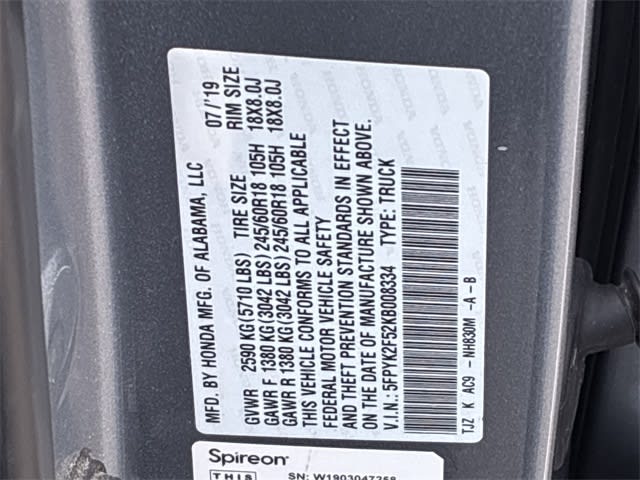 MFD. BY HONDA MFG. OF ALABAMA, LLC 07/'19
GVWR 2590 KG(5710 LBS) TIRE SIZE RIM SIZE
GAWR F 1380 KG(3042 LBS)245/60R18 105H 18X8.0J
GAWR R 1380 KG(3042 LBS)245/60R18 105H 18X8.0J
THIS VEHICLE CONFORMS TO ALL APPLICABLE
FEDERAL MOTOR VEHICLE SAFETY
AND THEFT PREVENTION STANDARDS IN EFFECT
ON THE DATE OF MANUFACTURE SHOWN ABOVE.
V.I.N.: 5FPYK2F52KB008334 TYPE: TRUCK
TJZ K AC9 - NH830M -A-B
Spireon
THIS SN: W1903047258